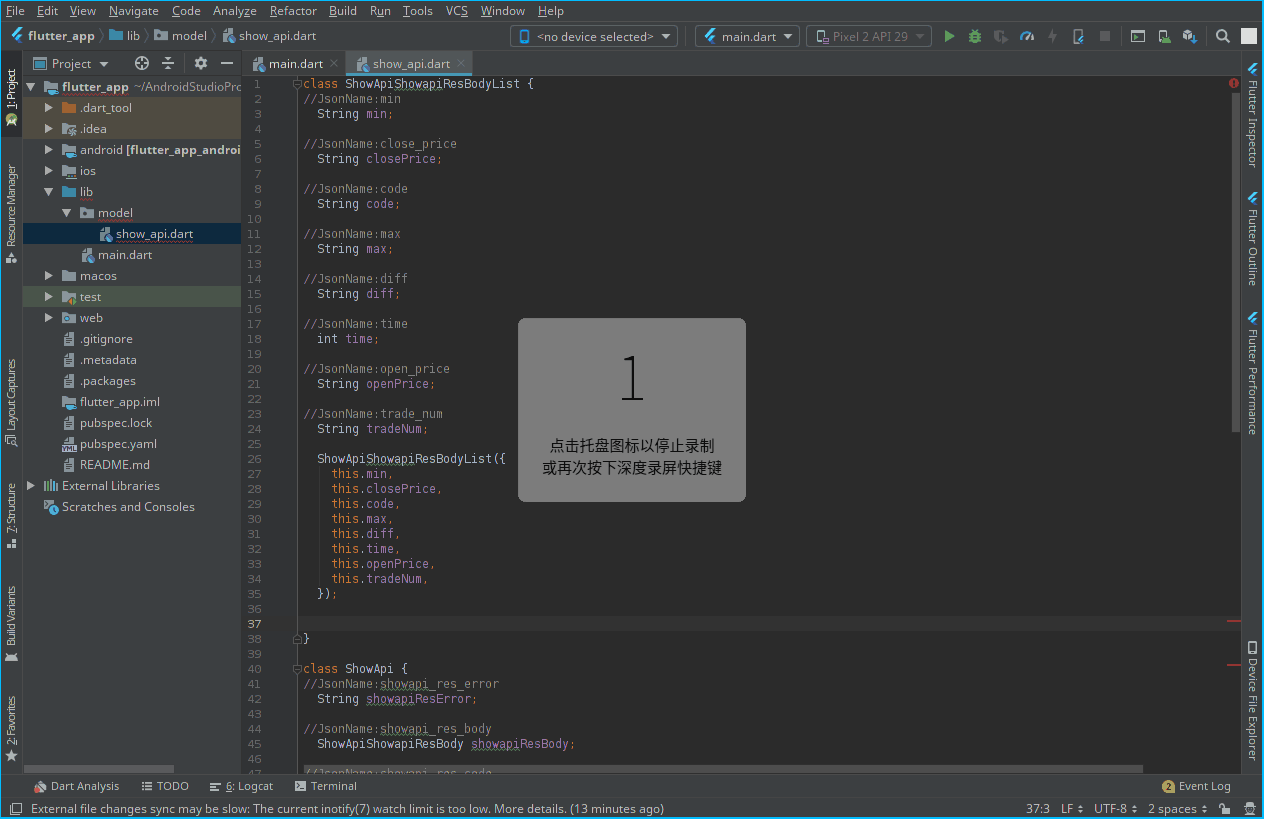 File Edit View Navigate Code Analyze Refactor Build Run Tools VCS Window Help
flutter_app lib model show_api.dart <no device selected> main.dart Pixel 2 API 29
Project main.dart show_api.dart
1: Project
Resource Manager
Layout Captures
7: Structure
Build Variants
2: Favorites
flutter_app ~/AndroidStudioPro
.dart_tool
.idea
android [flutter_app_androi
ios
lib
model
show_api.dart
main.dart
macos
test
web
.gitignore
.metadata
.packages
flutter_app.iml
pubspec.lock
pubspec.yaml
README.md
External Libraries
Scratches and Consoles
1 class ShowApiShowapiResBodyList {
2 //JsonName:min
3 String min;
4
5 //JsonName:close_price
6 String closePrice;
7
8 //JsonName:code
9 String code;
10
11 //JsonName:max
12 String max;
13
14 //JsonName:diff
15 String diff;
16
17 //JsonName:time
18 int time;
19
20 //JsonName:open_price
21 String openPrice;
22
23 //JsonName:trade_num
24 String tradeNum;
25
26 ShowApiShowapiResBodyList({
27 this.min,
28 this.closePrice,
29 this.code,
30 this.max,
31 this.diff,
32 this.time,
33 this.openPrice,
34 this.tradeNum,
35 });
36
37
38 }
39
40 class ShowApi {
41 //JsonName:showapi_res_error
42 String showapiResError;
43
44 //JsonName:showapi_res_body
45 ShowApiShowapiResBody showapiResBody;
46
47 //JsonName:showapi_res_code
1
点击托盘图标以停止录制
或再次按下深度录屏快捷键
Flutter Inspector
Flutter Outline
Flutter Performance
Device File Explorer
Dart Analysis TODO 6: Logcat Terminal 2 Event Log
External file changes sync may be slow: The current notify(7) watch limit is too low. More details. (13 minutes ago) 37:3 LF UTF-8 2 spaces